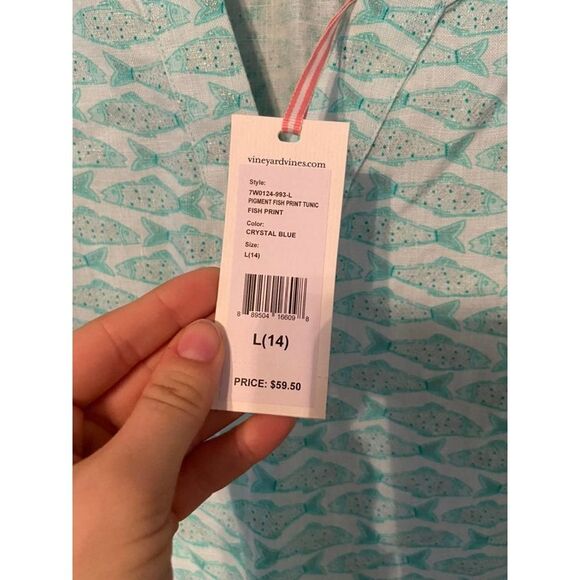 vineyardvines.com
Style:
7W0124-993-L
PIGMENT FISH PRINT TUNIC
FISH PRINT
Color:
CRYSTAL BLUE
Size:
L(14)
8 89504 16609 8
L(14)
PRICE: $59.50